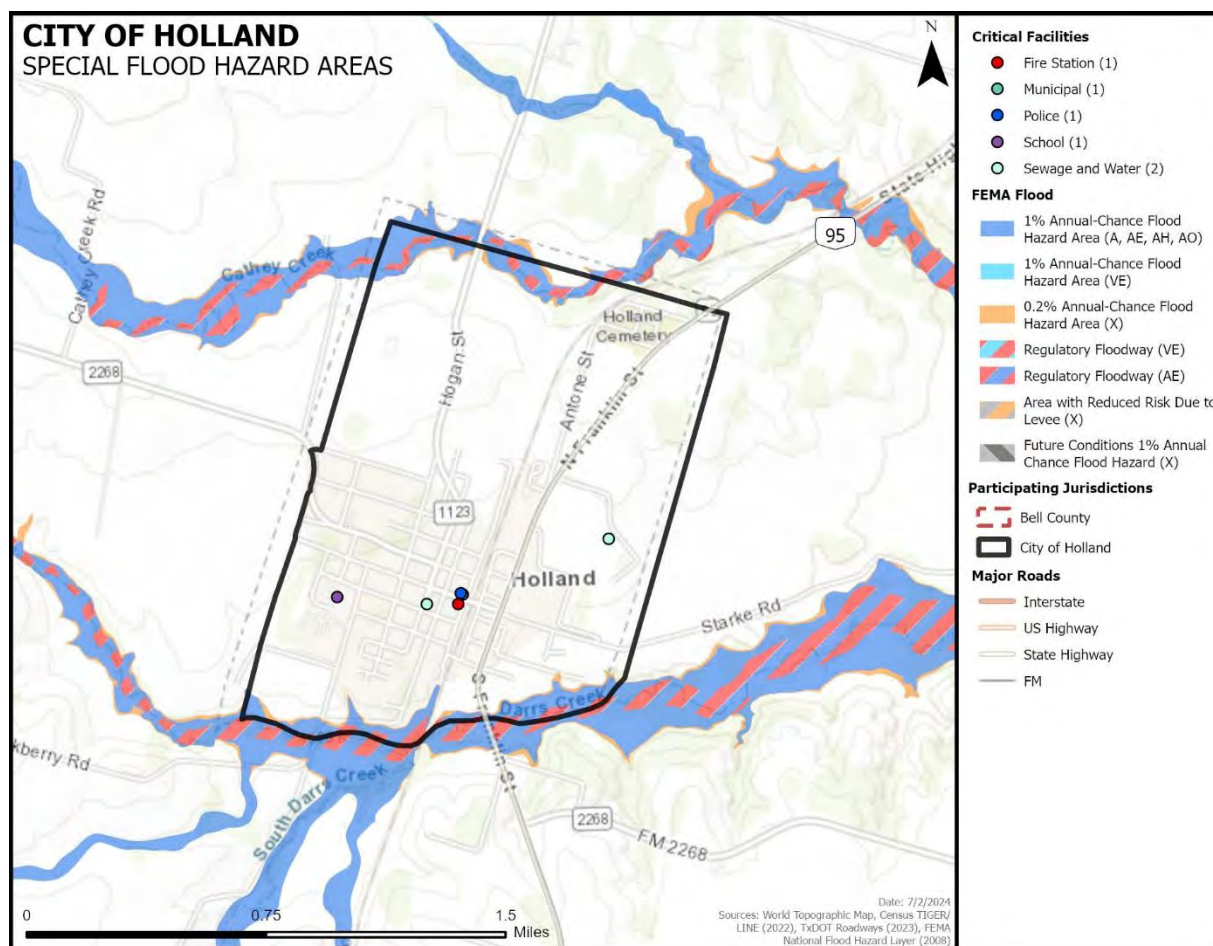 CITY OF HOLLAND
SPECIAL FLOOD HAZARD AREAS
N
Cathey Creek Rd
Cathey Creek
2268
Hogan St
95
Holland
Cemetery
Antone St
N Franklin St
1123
Holland
Starke Rd
Darrs Creek
South Darrs Creek
2268
FM 2268
0
0.75
1.5
Miles
Date: 7/2/2024
Sources: World Topographic Map, Census TIGER/
LINE (2022), TxDOT Roadways (2023), FEMA
National Flood Hazard Layer (2008)
Critical Facilities
Fire Station (1)
Municipal (1)
Police (1)
School (1)
Sewage and Water (2)
FEMA Flood
1% Annual-Chance Flood
Hazard Area (A, AE, AH, AO)
1% Annual-Chance Flood
Hazard Area (VE)
0.2% Annual-Chance Flood
Hazard Area (X)
Regulatory Floodway (VE)
Regulatory Floodway (AE)
Area with Reduced Risk Due to
Levee (X)
Future Conditions 1% Annual
Chance Flood Hazard (X)
Participating Jurisdictions
Bell County
City of Holland
Major Roads
Interstate
US Highway
State Highway
FM